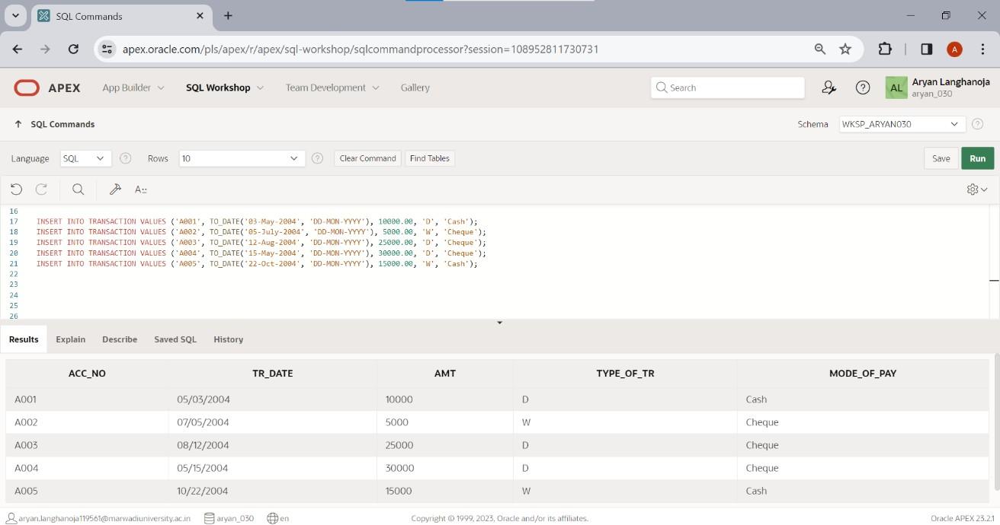 SQL Commands
apex.oracle.com/pls/apex/r/apex/sql-workshop/sqlcommandprocessor?session=108952811730731
A
APEX App Builder SQL Workshop Team Development Gallery Search AL Aryan Langhanoja
aryan_030
SQL Commands Schema WKSP_ARYAN030
Language SQL Rows 10 Clear Command Find Tables Save Run
A::
16
17 INSERT INTO TRANSACTION VALUES ('A001', TO_DATE('03-May-2004', 'DD-MON-YYYY'), 10000.00, 'D', 'Cash');
18 INSERT INTO TRANSACTION VALUES ('A002', TO_DATE('05-July-2004', 'DD-MON-YYYY'), 5000.00, 'W', 'Cheque');
19 INSERT INTO TRANSACTION VALUES ('A003', TO_DATE('12-Aug-2004', 'DD-MON-YYYY'), 25000.00, 'D', 'Cheque');
20 INSERT INTO TRANSACTION VALUES ('A004', TO_DATE('15-May-2004', 'DD-MON-YYYY'), 30000.00, 'D', 'Cheque');
21 INSERT INTO TRANSACTION VALUES ('A005', TO_DATE('22-Oct-2004', 'DD-MON-YYYY'), 15000.00, 'W', 'Cash');
22
23
24
25
26
Results Explain Describe Saved SQL History
ACC_NO TR_DATE AMT TYPE_OF_TR MODE_OF_PAY
A001 05/03/2004 10000 D Cash
A002 07/05/2004 5000 W Cheque
A003 08/12/2004 25000 D Cheque
A004 05/15/2004 30000 D Cheque
A005 10/22/2004 15000 W Cash
aryan.langhanoja119561@marwadiuniversity.ac.in aryan_030 en Copyright © 1999, 2023, Oracle and/or its affiliates. Oracle APEX 23.2.1